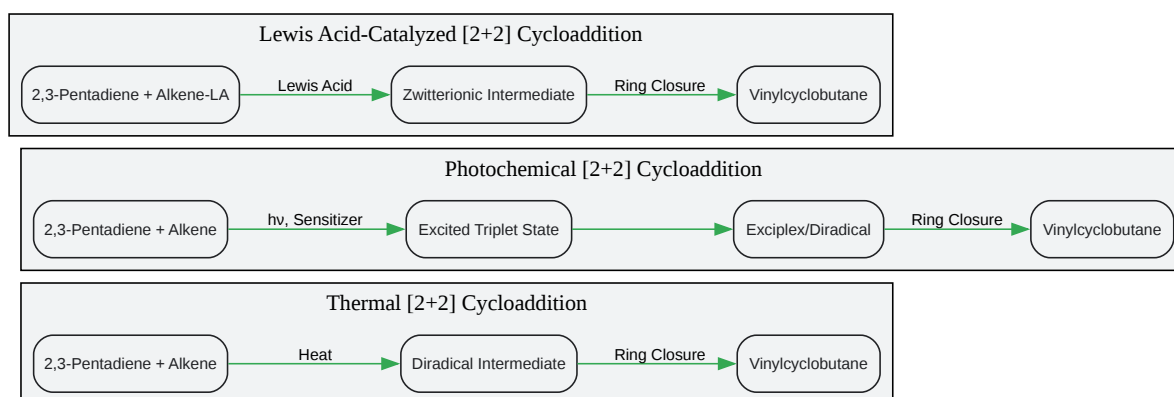 Lewis Acid-Catalyzed [2+2] Cycloaddition
2,3-Pentadiene + Alkene-LA
Lewis Acid
Zwitterionic Intermediate
Ring Closure
Vinylcyclobutane
Photochemical [2+2] Cycloaddition
2,3-Pentadiene + Alkene
hν, Sensitizer
Excited Triplet State
Exciplex/Diradical
Ring Closure
Vinylcyclobutane
Thermal [2+2] Cycloaddition
2,3-Pentadiene + Alkene
Heat
Diradical Intermediate
Ring Closure
Vinylcyclobutane